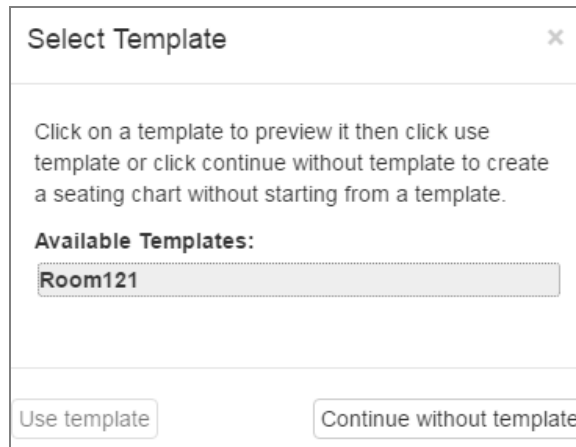 Select Template ×
Click on a template to preview it then click use
template or click continue without template to create
a seating chart without starting from a template.
Available Templates:
Room121
Use template
Continue without template